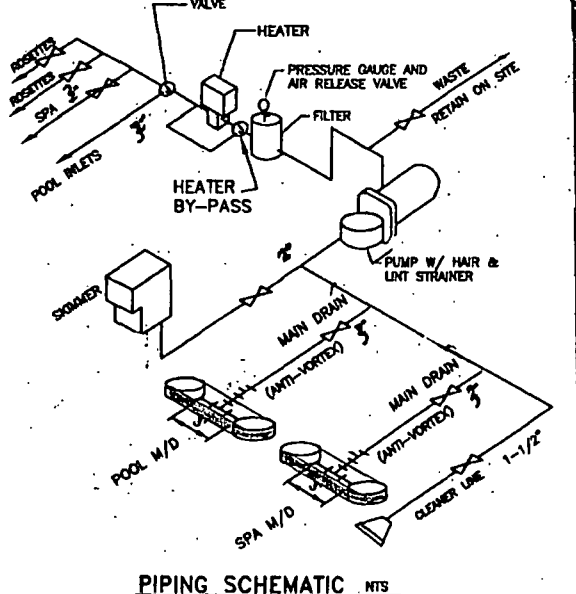 VALVE
HEATER
ROSETTES
ROSETTES
SPA
POOL INLETS
PRESSURE GAUGE AND
AIR RELEASE VALVE
FILTER
WASTE
RETAIN ON SITE
HEATER
BY-PASS
PUMP W/ HAIR &
LINT STRAINER
SKIMMER
2"
MAIN DRAIN
(ANTI-VORTEX)
MAIN DRAIN
(ANTI-VORTEX)
POOL M/D
SPA M/D
CLEANER LINE 1-1/2"
PIPING SCHEMATIC NTS